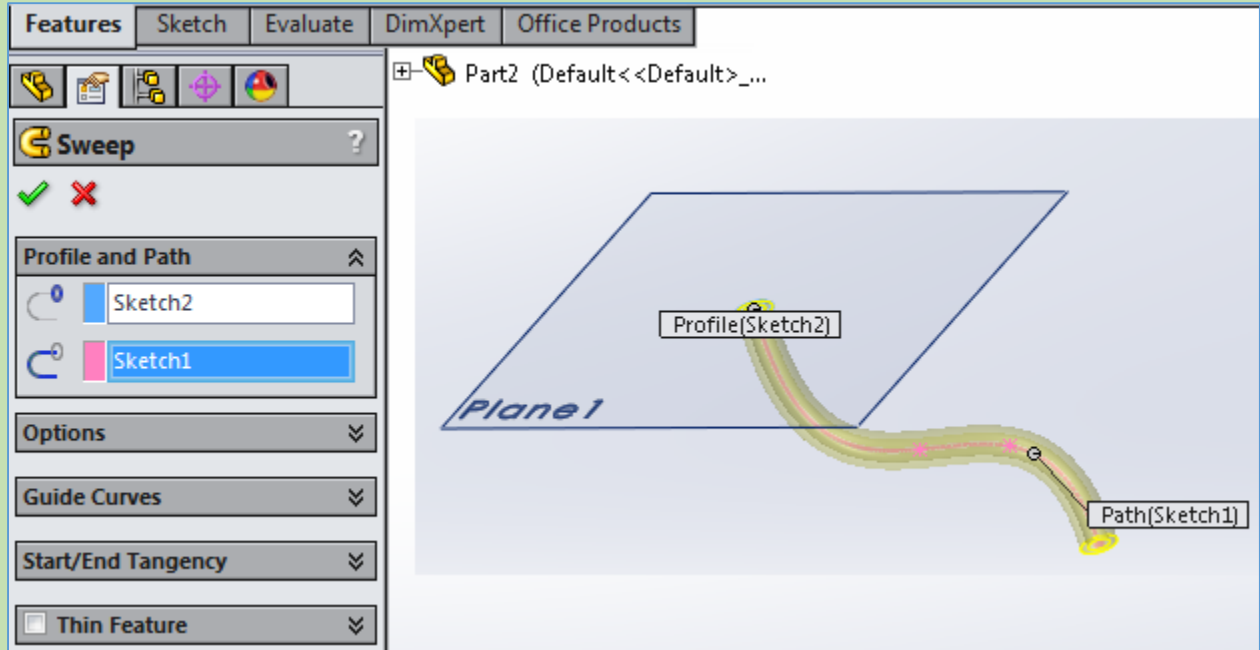 Features Sketch Evaluate DimXpert Office Products
Part2 (Default<<Default>_...
Sweep ?
Profile and Path
Sketch2
Sketch1
Options
Guide Curves
Start/End Tangency
Thin Feature
Profile(Sketch2)
Plane1
Path(Sketch1)